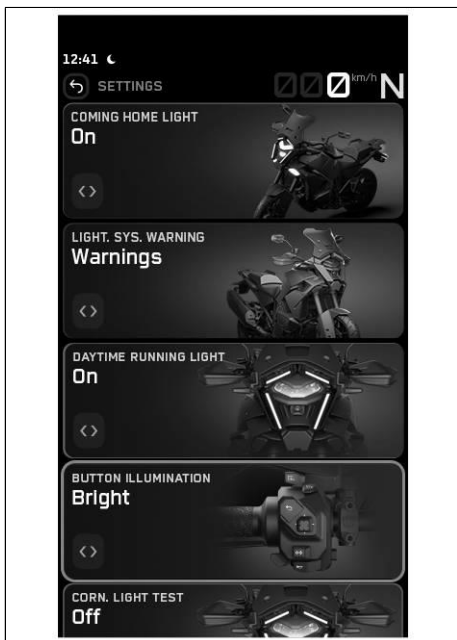 12:41
SETTINGS
000 km/h N
COMING HOME LIGHT
On
LIGHT. SYS. WARNING
Warnings
DAYTIME RUNNING LIGHT
On
BUTTON ILLUMINATION
Bright
CORN. LIGHT TEST
Off